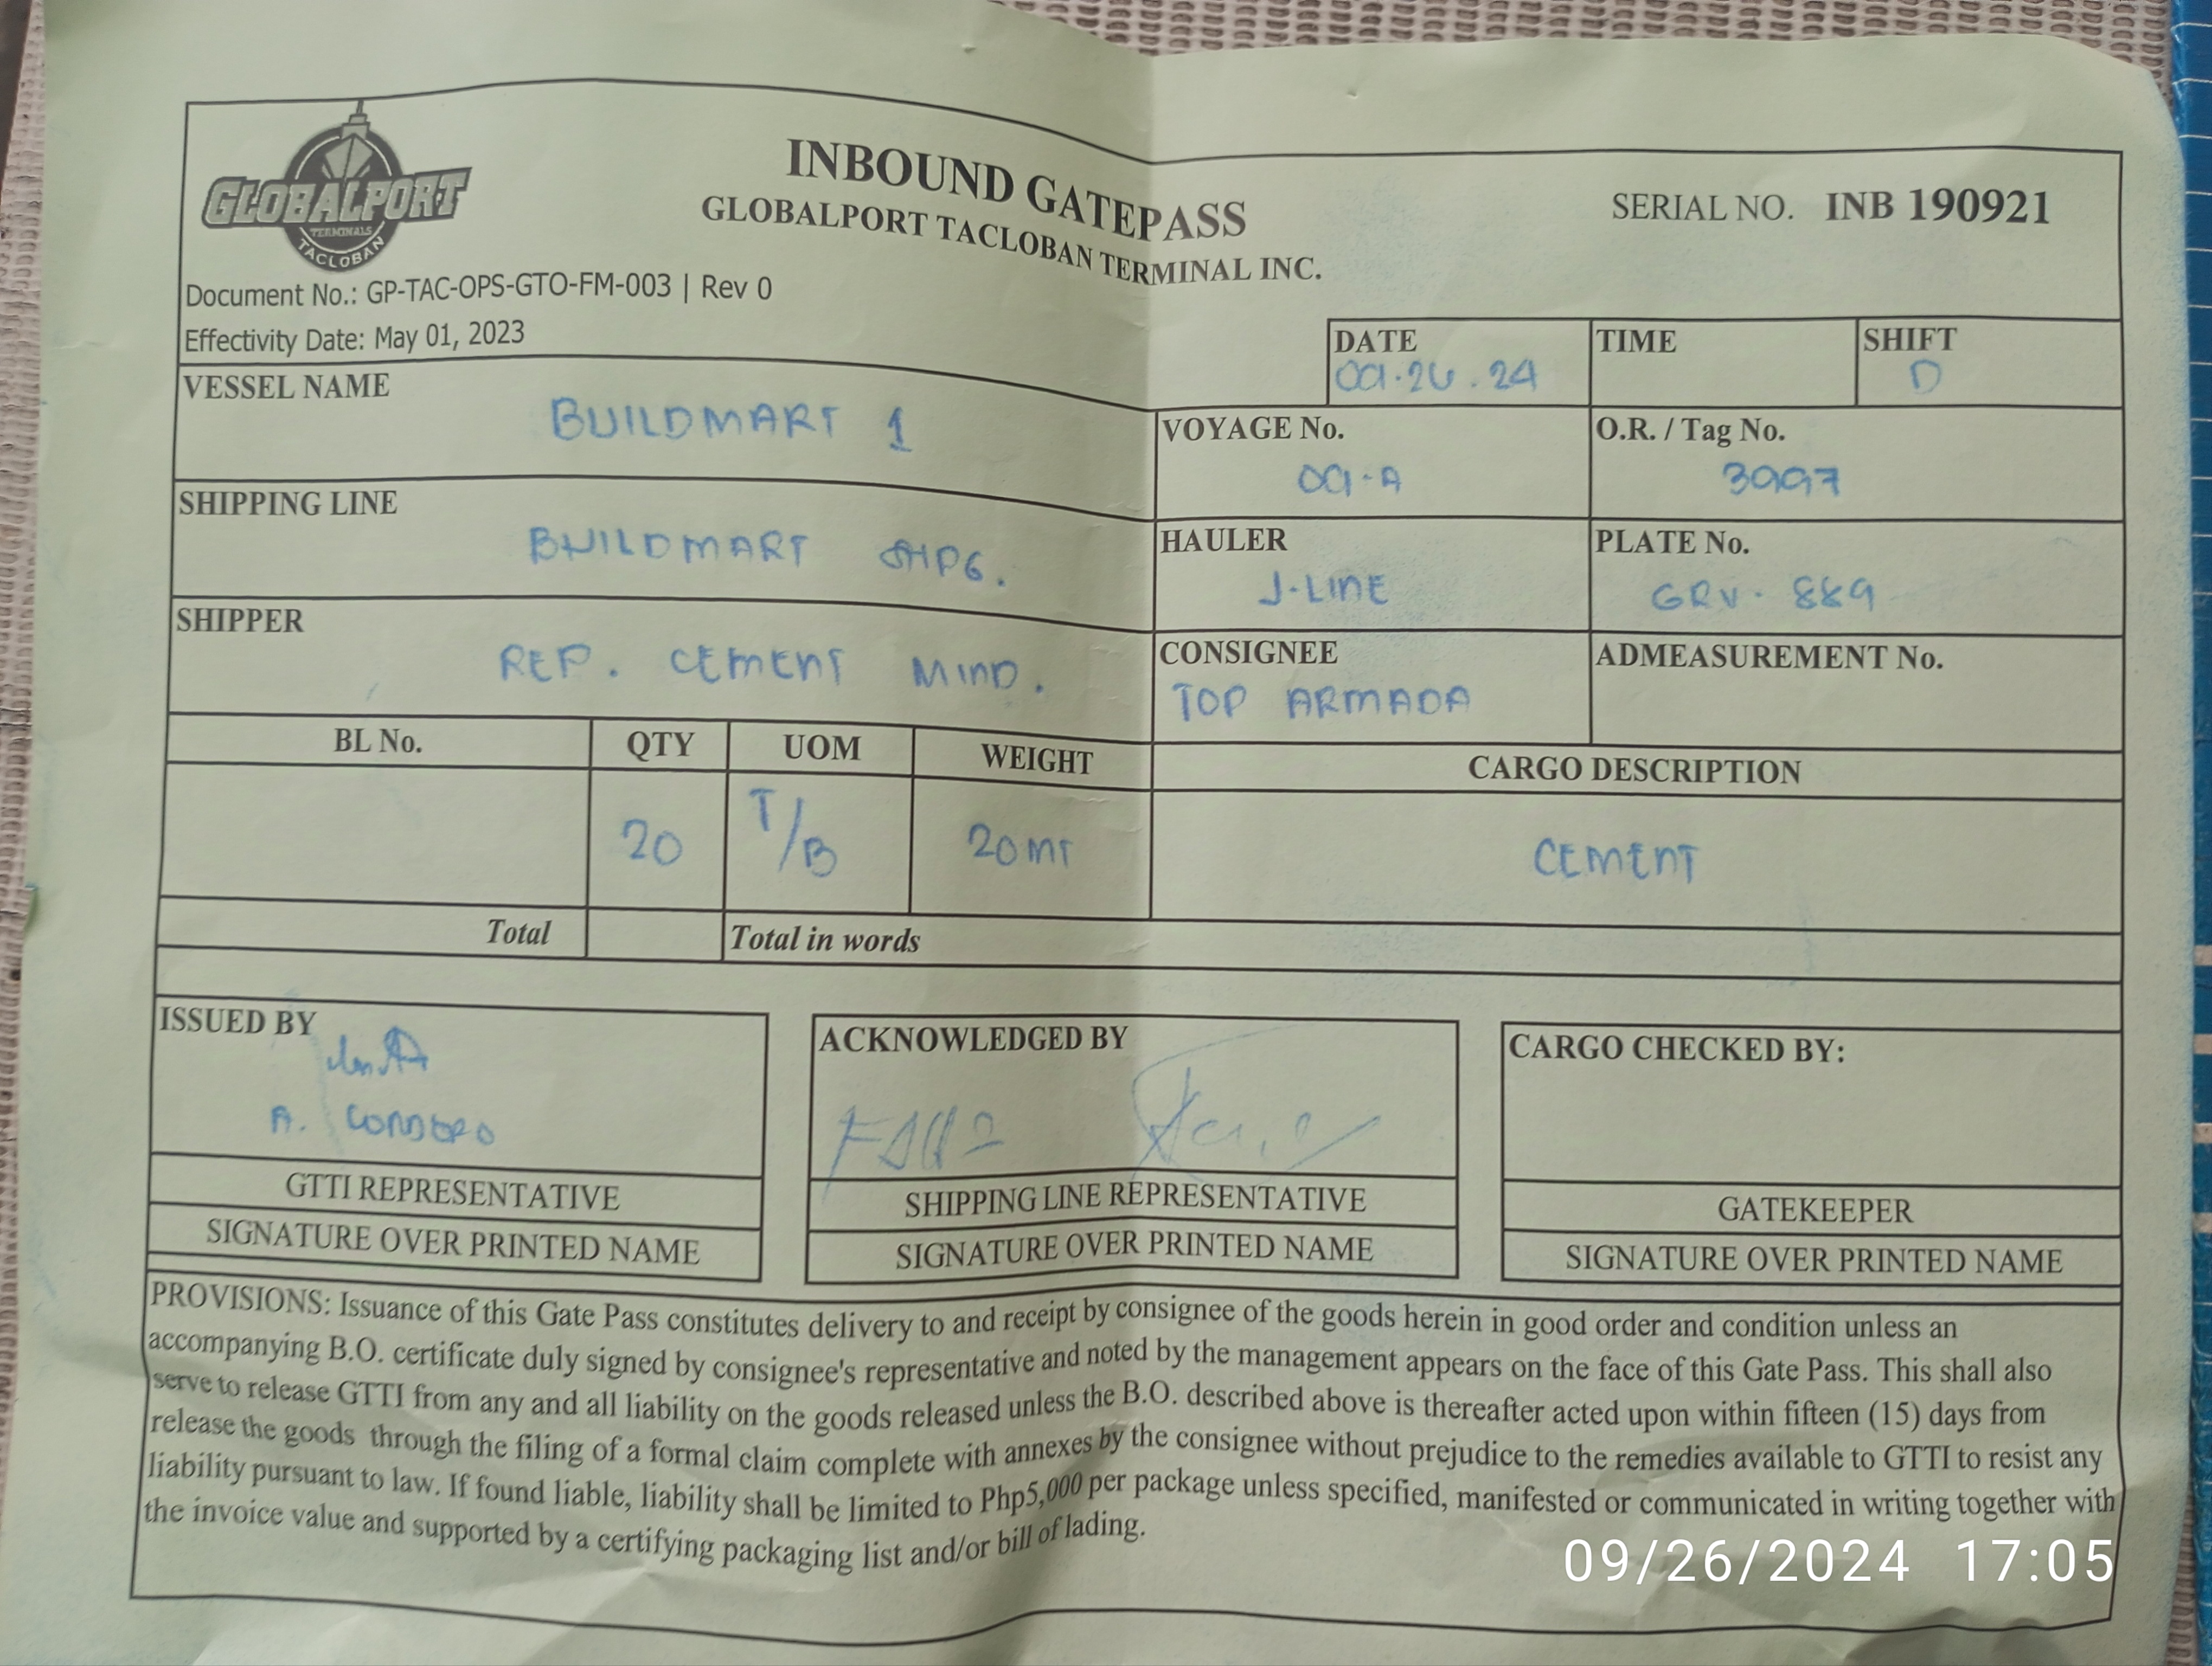 GLOBALPORT
TERMINALS
TACLOBAN
INBOUND GATEPASS
GLOBALPORT TACLOBAN TERMINAL INC.
SERIAL NO. INB 190921
Document No.: GP-TAC-OPS-GTO-FM-003 | Rev 0
Effectivity Date: May 01, 2023
DATE TIME SHIFT
09.26.24 D
VESSEL NAME
BUILDMART 1
VOYAGE No. O.R. / Tag No.
09-A 3997
SHIPPING LINE
BUILDMART SHPG.
HAULER PLATE No.
J-LINE GRV. 889
SHIPPER
REP. CEMENT MIND.
CONSIGNEE ADMEASUREMENT No.
TOP ARMADA
BL No. QTY UOM WEIGHT CARGO DESCRIPTION
20 T/B 20MT CEMENT
Total Total in words
ISSUED BY ACKNOWLEDGED BY CARGO CHECKED BY:
A.
GTTI REPRESENTATIVE SHIPPING LINE REPRESENTATIVE GATEKEEPER
SIGNATURE OVER PRINTED NAME SIGNATURE OVER PRINTED NAME SIGNATURE OVER PRINTED NAME
PROVISIONS: Issuance of this Gate Pass constitutes delivery to and receipt by consignee of the goods herein in good order and condition unless an
accompanying B.O. certificate duly signed by consignee's representative and noted by the management appears on the face of this Gate Pass. This shall also
serve to release GTTI from any and all liability on the goods released unless the B.O. described above is thereafter acted upon within fifteen (15) days from
release the goods through the filing of a formal claim complete with annexes by the consignee without prejudice to the remedies available to GTTI to resist any
liability pursuant to law. If found liable, liability shall be limited to Php5,000 per package unless specified, manifested or communicated in writing together with
the invoice value and supported by a certifying packaging list and/or bill of lading.
09/26/2024 17:05